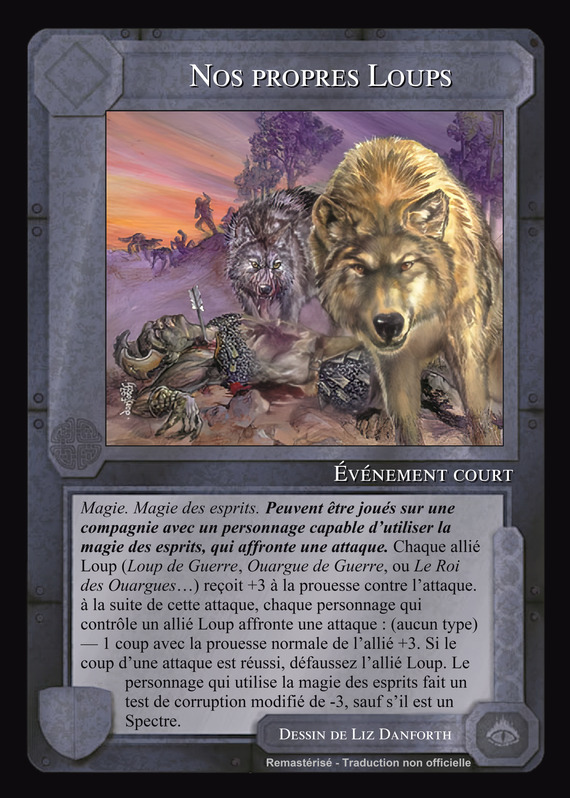 Nos propres Loups
danforth
Événement court
Magie. Magie des esprits. Peuvent être joués sur une
compagnie avec un personnage capable d'utiliser la
magie des esprits, qui affronte une attaque. Chaque allié
Loup (Loup de Guerre, Ouargue de Guerre, ou Le Roi
des Ouargues…) reçoit +3 à la prouesse contre l'attaque.
à la suite de cette attaque, chaque personnage qui
contrôle un allié Loup affronte une attaque : (aucun type)
— 1 coup avec la prouesse normale de l'allié +3. Si le
coup d'une attaque est réussi, défaussez l'allié Loup. Le
personnage qui utilise la magie des esprits fait un
test de corruption modifié de -3, sauf s'il est un
Spectre.
Dessin de Liz Danforth
Remastérisé - Traduction non officielle